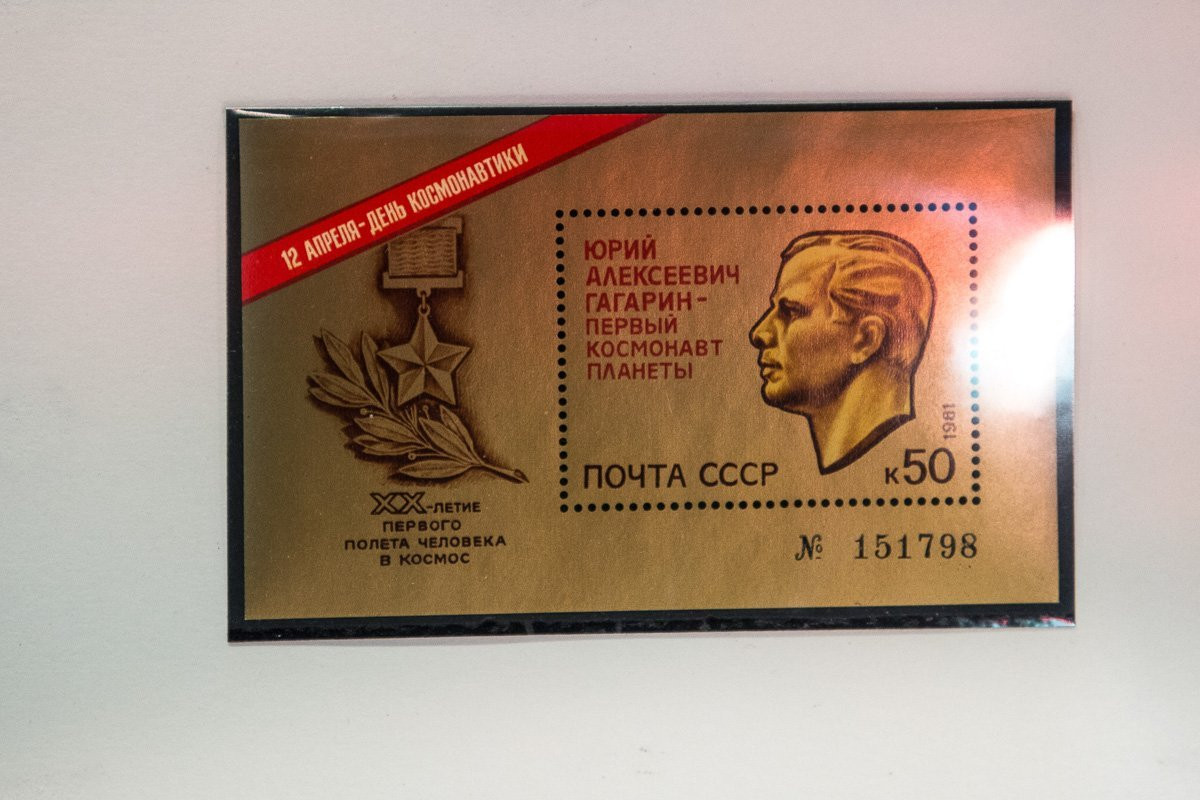 12 АПРЕЛЯ-ДЕНЬ КОСМОНАВТИКИ
ЮРИЙ
АЛЕКСЕЕВИЧ
ГАГАРИН-
ПЕРВЫЙ
КОСМОНАВТ
ПЛАНЕТЫ
1981
ПОЧТА СССР
к50
XX-ЛЕТИЕ
ПЕРВОГО
ПОЛЕТА ЧЕЛОВЕКА
В КОСМОС
№ 151798